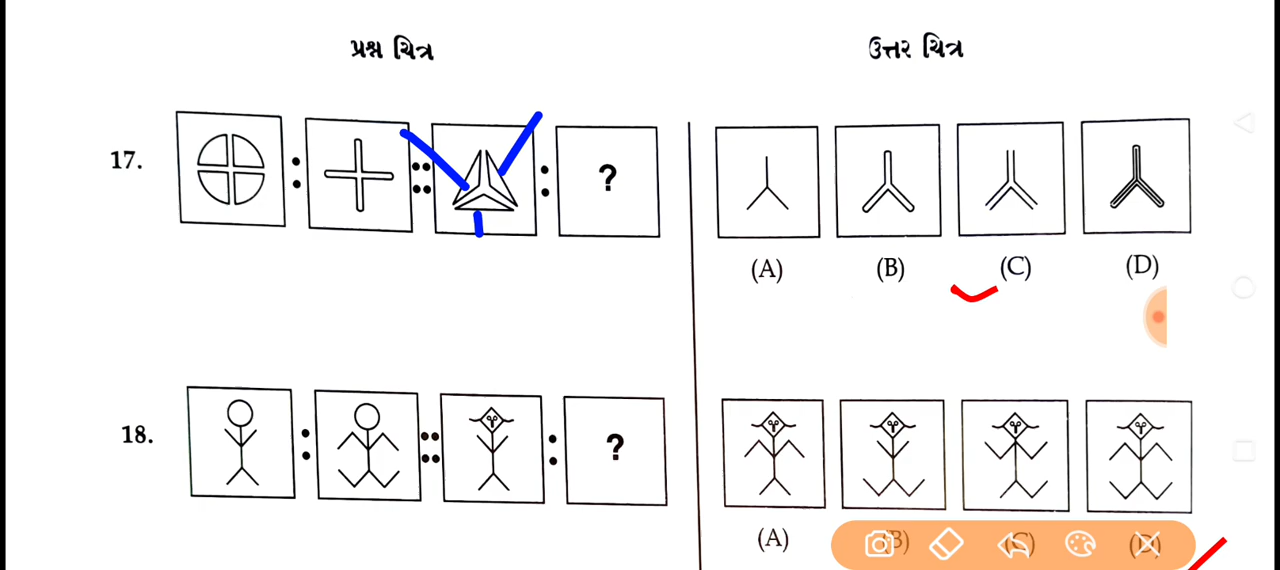 પ્રશ્ન ચિત્ર
ઉત્તર ચિત્ર
17.
?
(A) (B) (C) (D)
18.
?
(A) (B) (C) (D)